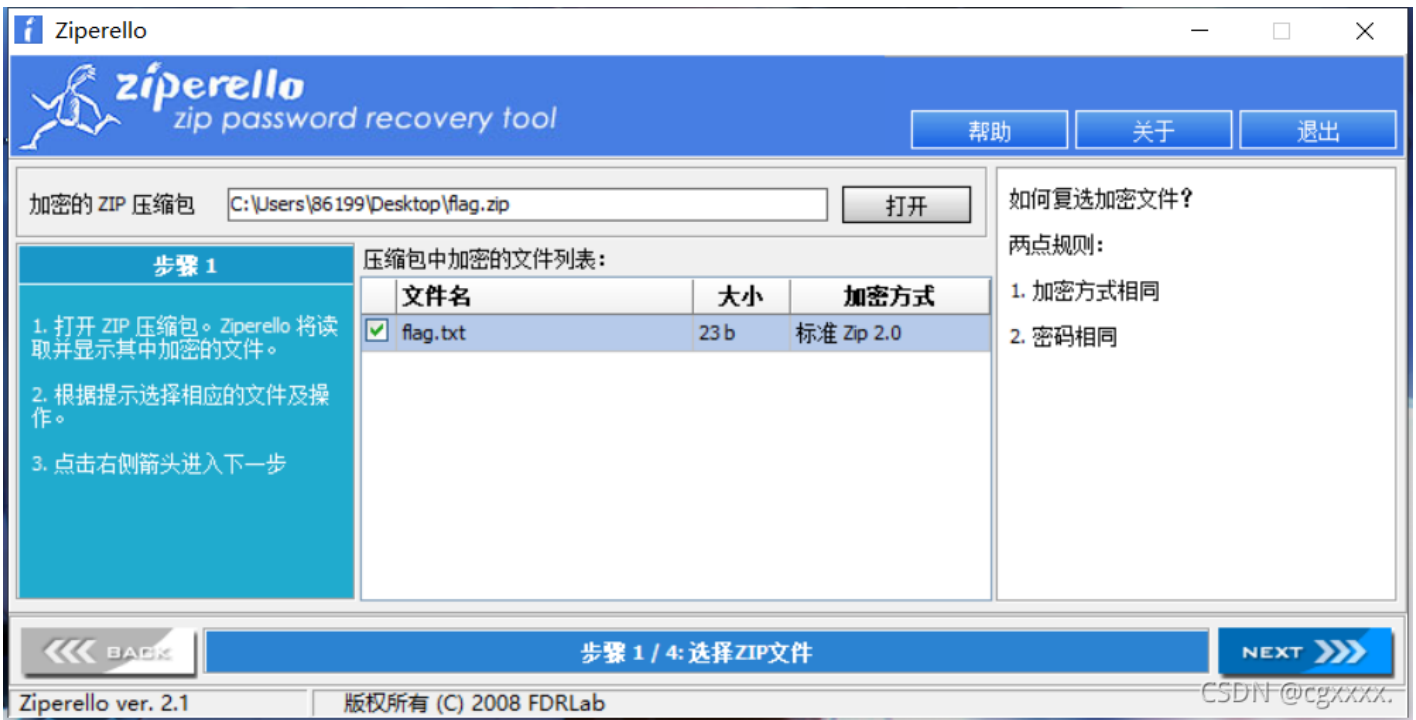 Ziperello
ziperello
zip password recovery tool
帮助
关于
退出
加密的 ZIP 压缩包
C:\Users\86199\Desktop\flag.zip
打开
步骤 1
1. 打开 ZIP 压缩包。Ziperello 将读
取并显示其中加密的文件。
2. 根据提示选择相应的文件及操
作。
3. 点击右侧箭头进入下一步
压缩包中加密的文件列表:
文件名 大小 加密方式
flag.txt 23 b 标准 Zip 2.0
如何复选加密文件?
两点规则:
1. 加密方式相同
2. 密码相同
BACK
步骤 1 / 4: 选择ZIP文件
NEXT
Ziperello ver. 2.1
版权所有 (C) 2008 FDRLab
CSDN @cgxxxx.